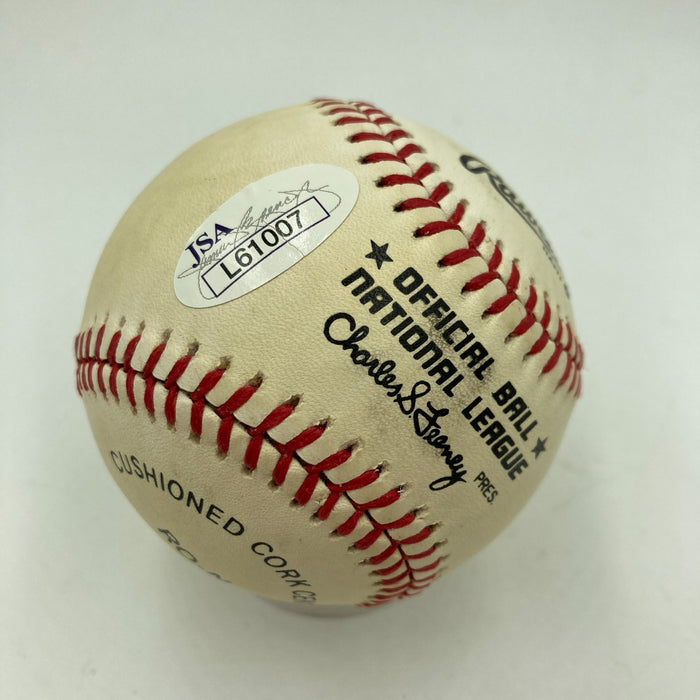 JSA
L61007
★ OFFICIAL BALL ★
NATIONAL LEAGUE
Charles S. Feeney PRES.
CUSHIONED CORK